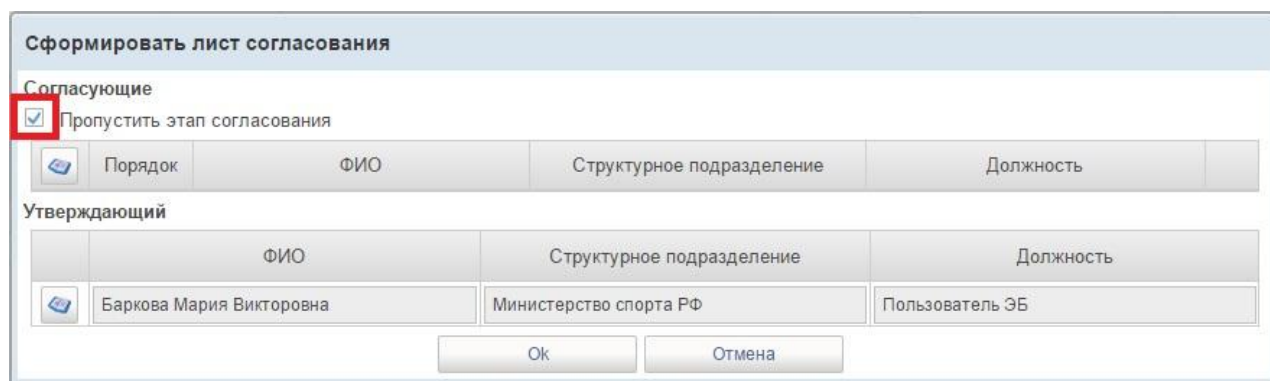 Сформировать лист согласования
Согласующие
Пропустить этап согласования
Порядок ФИО Структурное подразделение Должность
Утверждающий
ФИО Структурное подразделение Должность
Баркова Мария Викторовна Министерство спорта РФ Пользователь ЭБ
Ok Отмена